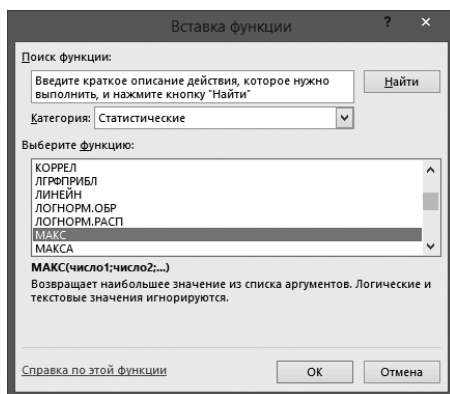 Вставка функции ? ×
Поиск функции:
Введите краткое описание действия, которое нужно
выполнить, и нажмите кнопку "Найти"
Найти
Категория: Статистические
Выберите функцию:
КОРРЕЛ
ЛГРФПРИБЛ
ЛИНЕЙН
ЛОГНОРМ.ОБР
ЛОГНОРМ.РАСП
МАКС
МАКСА
МАКС(число1;число2;...)
Возвращает наибольшее значение из списка аргументов. Логические и
текстовые значения игнорируются.
Справка по этой функции
ОК
Отмена